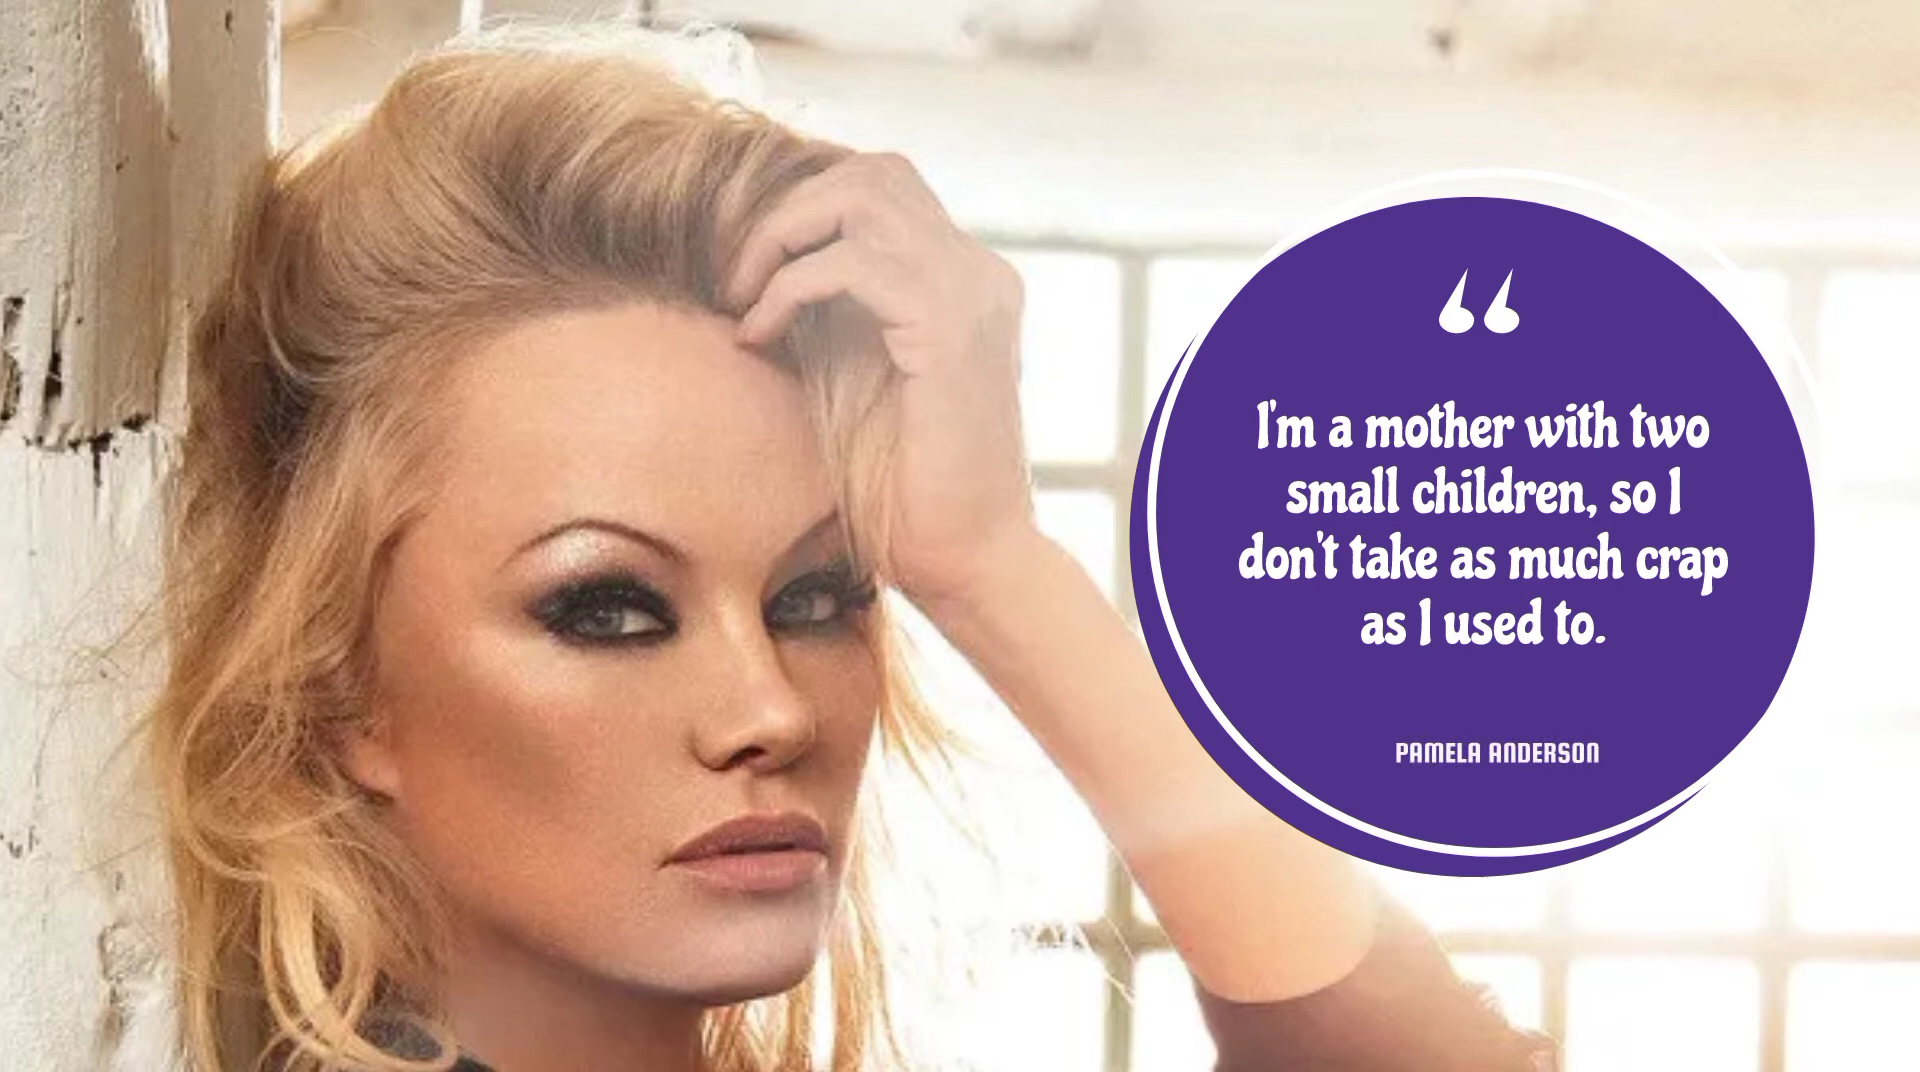 “
I'm a mother with two
small children, so I
don't take as much crap
as I used to.
PAMELA ANDERSON